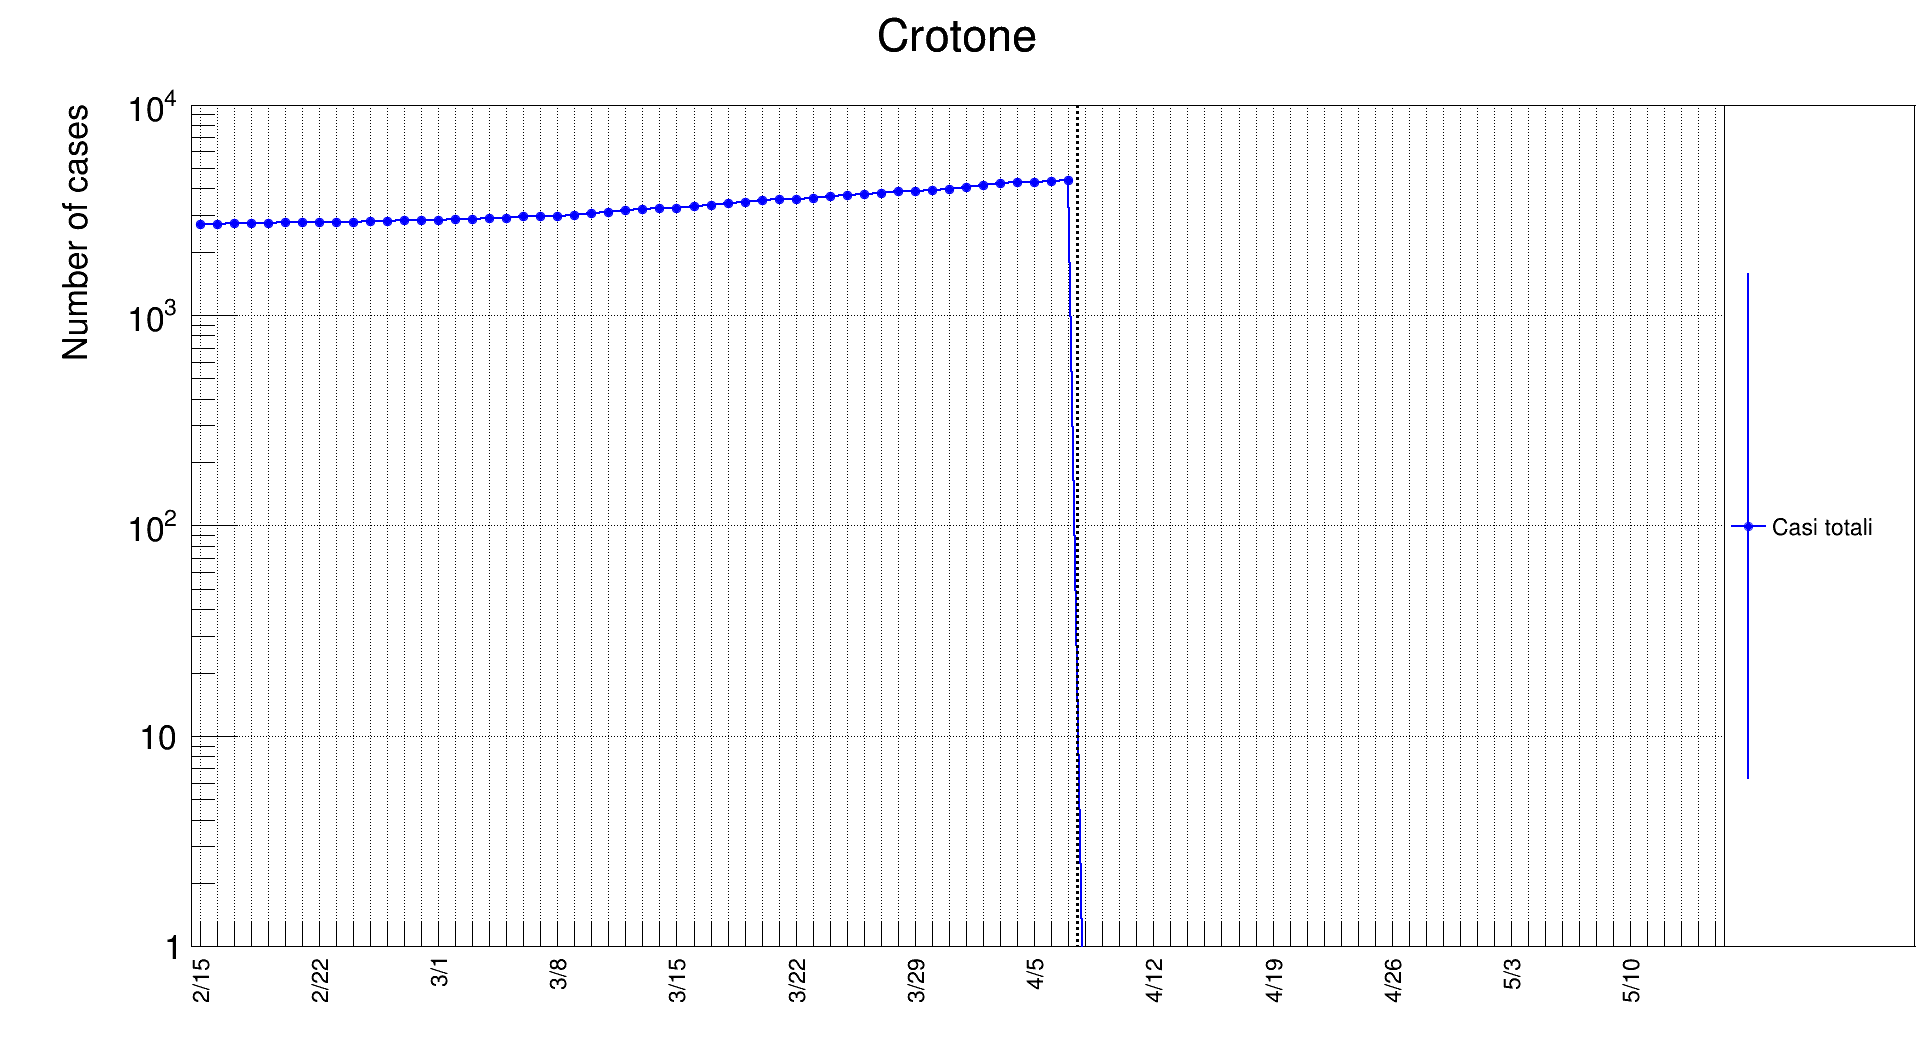 Crotone
Number of cases
10^4
10^3
10^2
10
1
2/15 2/22 3/1 3/8 3/15 3/22 3/29 4/5 4/12 4/19 4/26 5/3 5/10
Casi totali